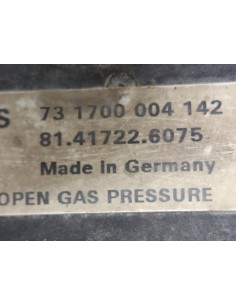 S 73 1700 004 142
81.41722.6075
Made in Germany
OPEN GAS PRESSURE